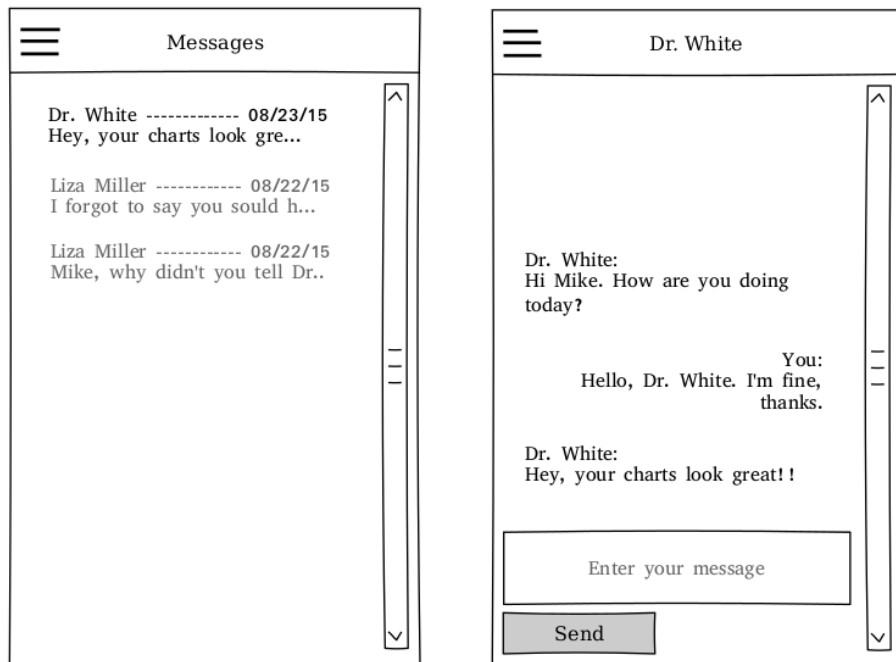 Messages
Dr. White ------------- 08/23/15
Hey, your charts look gre...
Liza Miller ------------ 08/22/15
I forgot to say you sould h...
Liza Miller ------------ 08/22/15
Mike, why didn't you tell Dr..
Dr. White
Dr. White:
Hi Mike. How are you doing
today?
You:
Hello, Dr. White. I'm fine,
thanks.
Dr. White:
Hey, your charts look great!!
Enter your message
Send